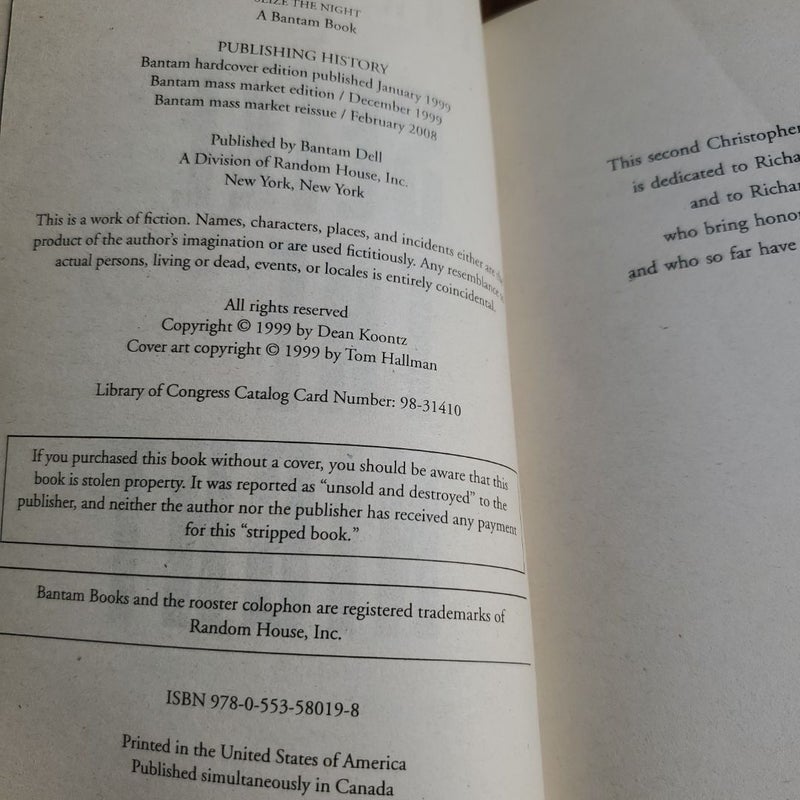 SEIZE THE NIGHT
A Bantam Book
PUBLISHING HISTORY
Bantam hardcover edition published January 1999
Bantam mass market edition / December 1999
Bantam mass market reissue / February 2008
Published by Bantam Dell
A Division of Random House, Inc.
New York, New York
This is a work of fiction. Names, characters, places, and incidents either are the
product of the author's imagination or are used fictitiously. Any resemblance to
actual persons, living or dead, events, or locales is entirely coincidental.
All rights reserved
Copyright © 1999 by Dean Koontz
Cover art copyright © 1999 by Tom Hallman
Library of Congress Catalog Card Number: 98-31410
If you purchased this book without a cover, you should be aware that this
book is stolen property. It was reported as “unsold and destroyed” to the
publisher, and neither the author nor the publisher has received any payment
for this “stripped book.”
Bantam Books and the rooster colophon are registered trademarks of
Random House, Inc.
ISBN 978-0-553-58019-8
Printed in the United States of America
Published simultaneously in Canada
This second Christopher
is dedicated to Richa
and to Richar
who bring hono
and who so far have